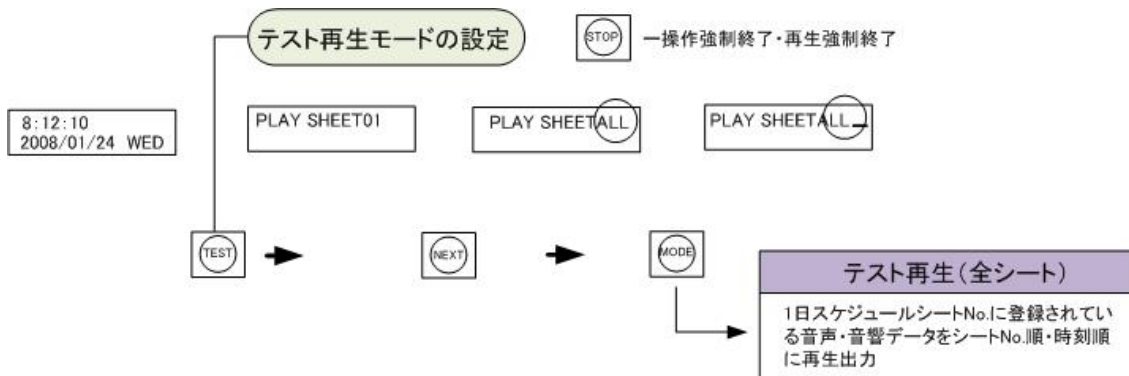 テスト再生モードの設定
STOP
ー操作強制終了・再生強制終了
8:12:10
2008/01/24 WED
PLAY SHEET01
PLAY SHEETALL
PLAY SHEETALL_
TEST
NEXT
MODE
テスト再生(全シート)
1日スケジュールシートNo.に登録されてい
る音声・音響データをシートNo.順・時刻順
に再生出力